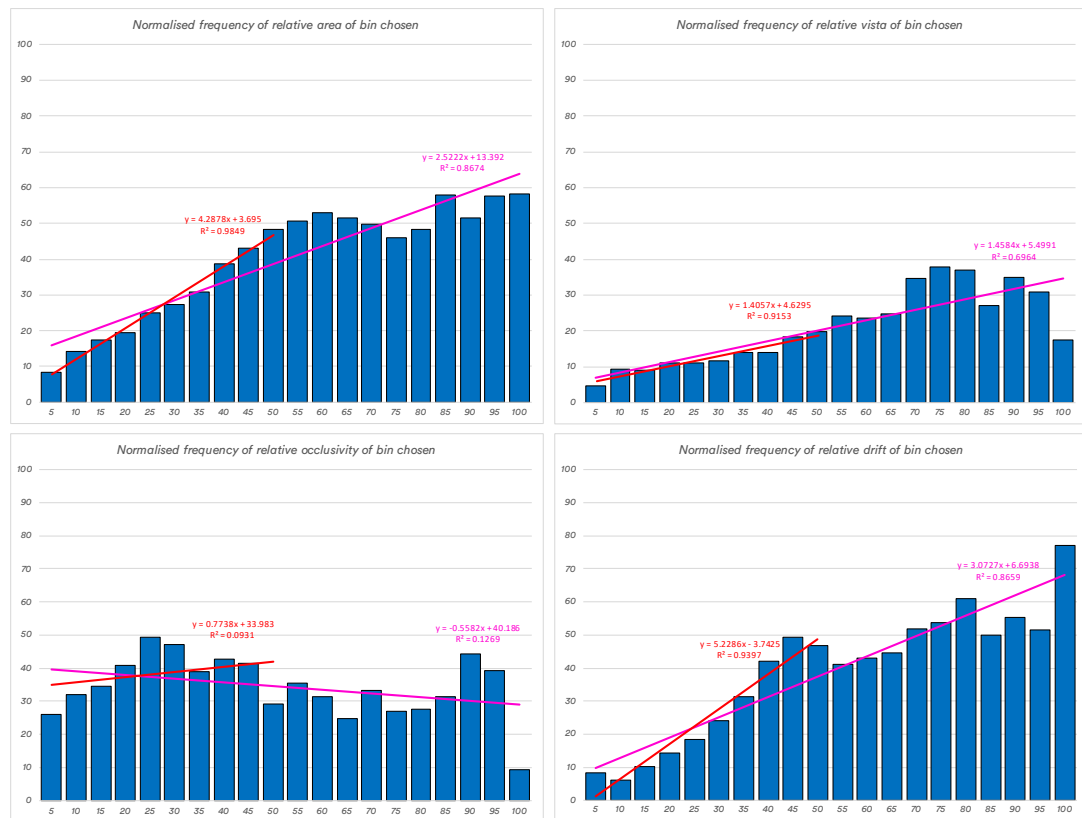 Normalised frequency of relative area of bin chosen
100
90
80
70
60
50
40
30
20
10
0
y = 2.5222x + 13.392
R² = 0.8674
y = 4.2878x + 3.695
R² = 0.9849
5 10 15 20 25 30 35 40 45 50 55 60 65 70 75 80 85 90 95 100
Normalised frequency of relative vista of bin chosen
100
90
80
70
60
50
40
30
20
10
0
y = 1.4584x + 5.4991
R² = 0.6964
y = 1.4057x + 4.6295
R² = 0.9153
5 10 15 20 25 30 35 40 45 50 55 60 65 70 75 80 85 90 95 100
Normalised frequency of relative occlusivity of bin chosen
100
90
80
70
60
50
40
30
20
10
0
y = 0.7738x + 33.983
R² = 0.0931
y = -0.5582x + 40.186
R² = 0.1269
5 10 15 20 25 30 35 40 45 50 55 60 65 70 75 80 85 90 95 100
Normalised frequency of relative drift of bin chosen
100
90
80
70
60
50
40
30
20
10
0
y = 3.0727x + 6.6938
R² = 0.8659
y = 5.2286x - 3.7425
R² = 0.9397
5 10 15 20 25 30 35 40 45 50 55 60 65 70 75 80 85 90 95 100